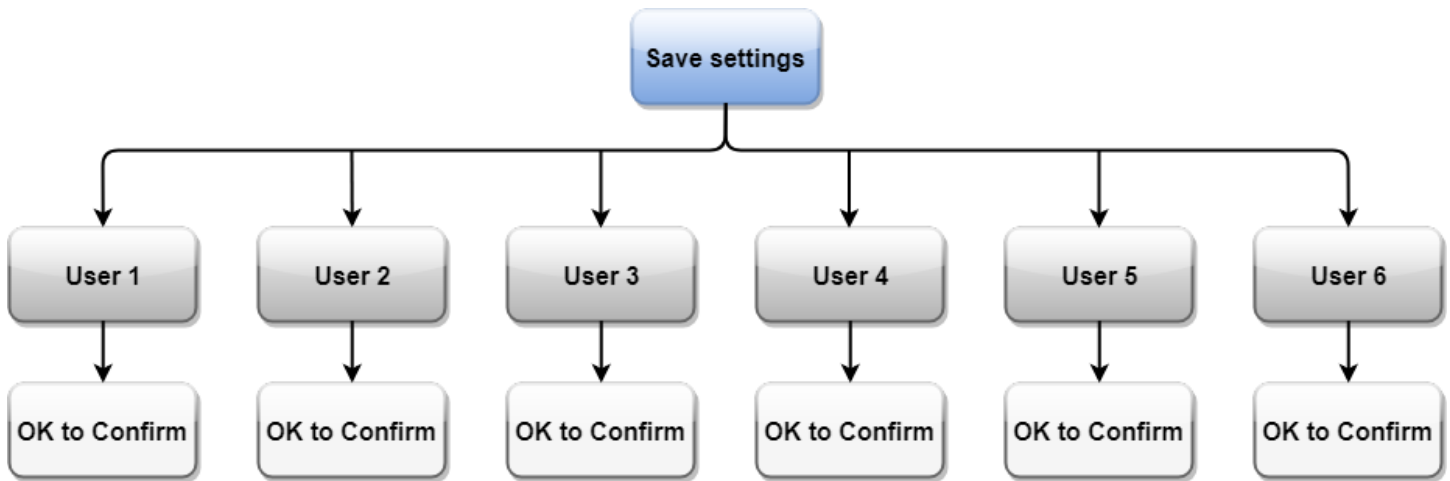 Save settings
User 1
User 2
User 3
User 4
User 5
User 6
OK to Confirm
OK to Confirm
OK to Confirm
OK to Confirm
OK to Confirm
OK to Confirm